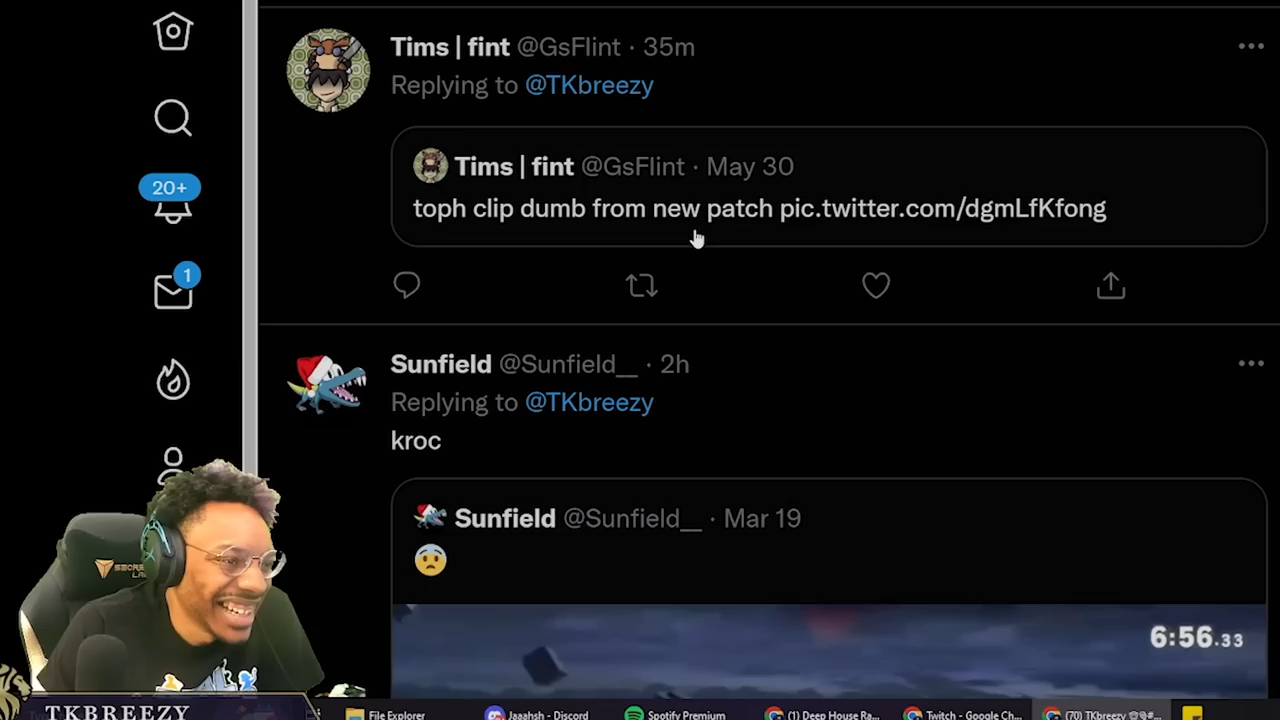 Tims | fint @GsFlint · 35m
Replying to @TKbreezy
Tims | fint @GsFlint · May 30
toph clip dumb from new patch pic.twitter.com/dgmLfKfong
20+
1
Sunfield @Sunfield__ · 2h
Replying to @TKbreezy
kroc
Sunfield @Sunfield__ · Mar 19
6:56.33
TKBREEZY
File Explorer
Jaaahsh - Discord
Spotify Premium
(1) Deep House Ra...
Twitch - Google Ch...
(70) TKbreezy